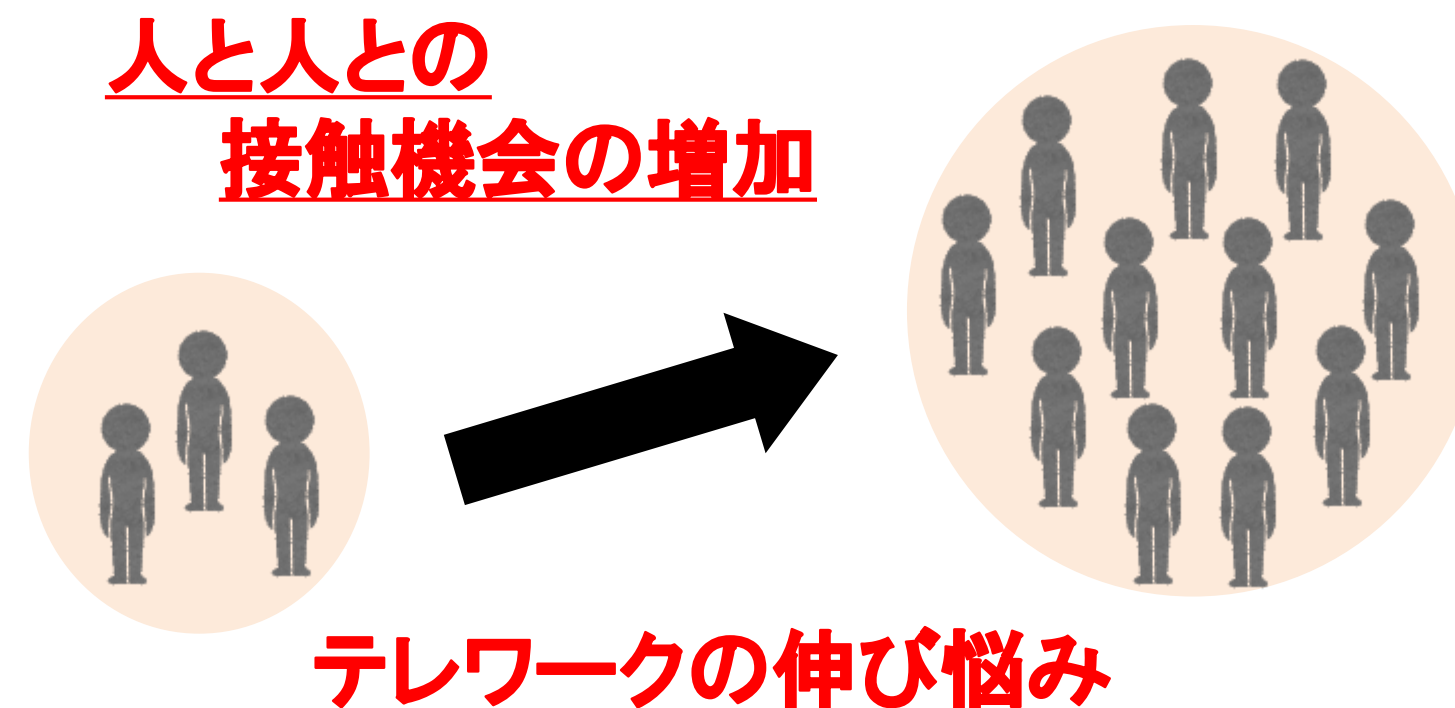 人と人との
接触機会の増加
テレワークの伸び悩み